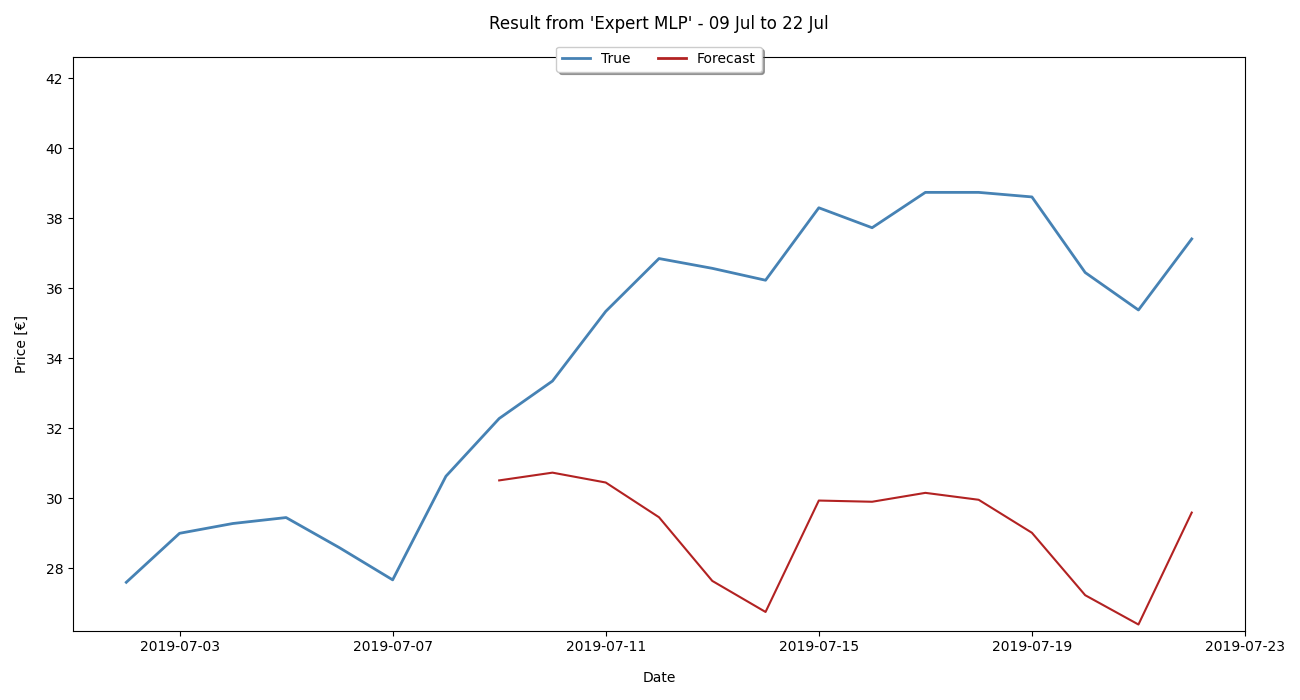 Result from 'Expert MLP' - 09 Jul to 22 Jul
True Forecast
42
40
38
36
34
32
30
28
Price [€]
2019-07-03 2019-07-07 2019-07-11 2019-07-15 2019-07-19 2019-07-23
Date